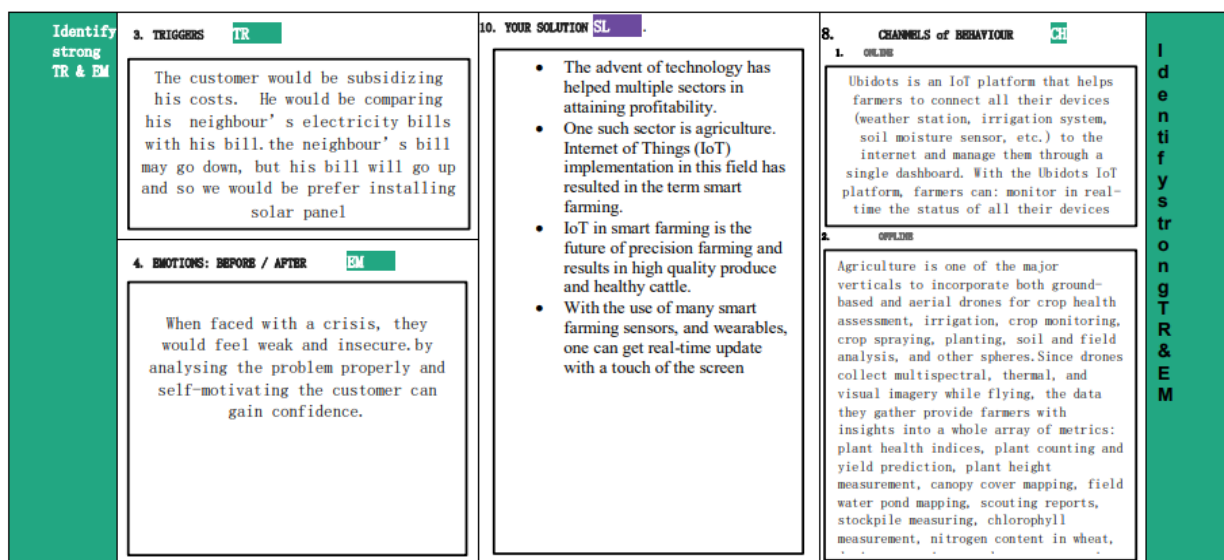 Identify
strong
TR & EM
3. TRIGGERS TR
The customer would be subsidizing
his costs. He would be comparing
his neighbour's electricity bills
with his bill.the neighbour's bill
may go down, but his bill will go up
and so we would be prefer installing
solar panel
4. EMOTIONS: BEFORE / AFTER EM
When faced with a crisis, they
would feel weak and insecure.by
analysing the problem properly and
self-motivating the customer can
gain confidence.
10. YOUR SOLUTION SL .
• The advent of technology has
helped multiple sectors in
attaining profitability.
• One such sector is agriculture.
Internet of Things (IoT)
implementation in this field has
resulted in the term smart
farming.
• IoT in smart farming is the
future of precision farming and
results in high quality produce
and healthy cattle.
• With the use of many smart
farming sensors, and wearables,
one can get real-time update
with a touch of the screen
8. CHANNELS of BEHAVIOUR CH
1. ONLINE
Ubidots is an IoT platform that helps
farmers to connect all their devices
(weather station, irrigation system,
soil moisture sensor, etc.) to the
internet and manage them through a
single dashboard. With the Ubidots IoT
platform, farmers can: monitor in real-
time the status of all their devices
2. OFFLINE
Agriculture is one of the major
verticals to incorporate both ground-
based and aerial drones for crop health
assessment, irrigation, crop monitoring,
crop spraying, planting, soil and field
analysis, and other spheres.Since drones
collect multispectral, thermal, and
visual imagery while flying, the data
they gather provide farmers with
insights into a whole array of metrics:
plant health indices, plant counting and
yield prediction, plant height
measurement, canopy cover mapping, field
water pond mapping, scouting reports,
stockpile measuring, chlorophyll
measurement, nitrogen content in wheat,
I
d
e
n
ti
f
y
s
tr
o
n
g
T
R
&
E
M